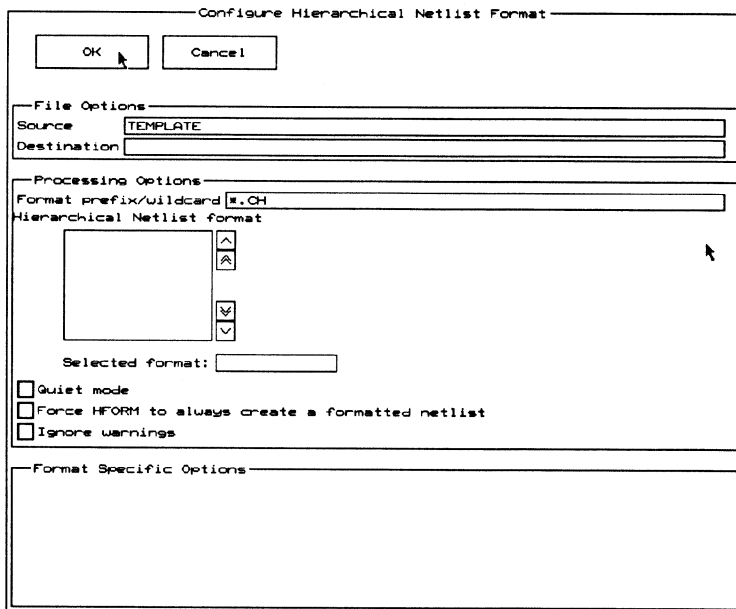 Configure Hierarchical Netlist Format
OK
Cancel
File Options
Source TEMPLATE
Destination
Processing Options
Format prefix/wildcard *.CH
Hierarchical Netlist format
Selected format:
Quiet mode
Force HFORM to always create a formatted netlist
Ignore warnings
Format Specific Options